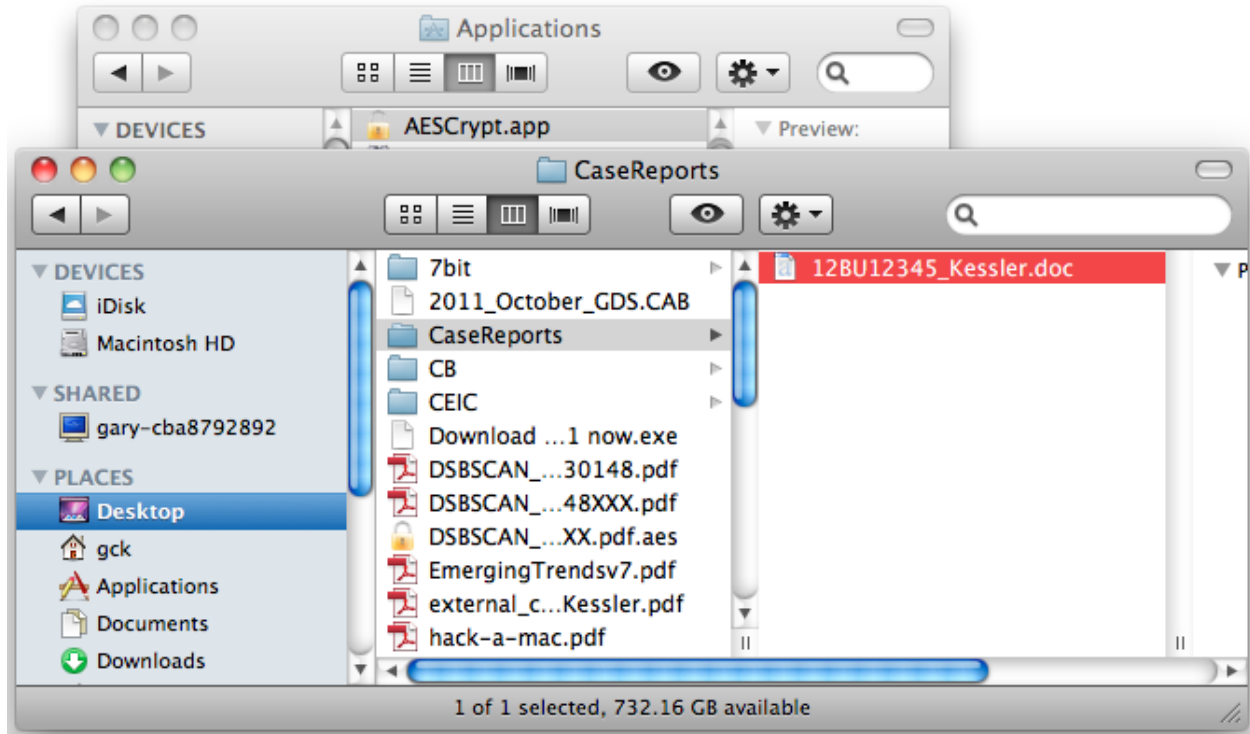 Applications
DEVICES
AESCrypt.app
Preview:
CaseReports
DEVICES
iDisk
Macintosh HD
SHARED
gary-cba8792892
PLACES
Desktop
gck
Applications
Documents
Downloads
7bit
2011_October_GDS.CAB
CaseReports
CB
CEIC
Download ...1 now.exe
DSBSCAN_...30148.pdf
DSBSCAN_...48XXX.pdf
DSBSCAN_...XX.pdf.aes
EmergingTrendsv7.pdf
external_c...Kessler.pdf
hack-a-mac.pdf
12BU12345_Kessler.doc
P
1 of 1 selected, 732.16 GB available